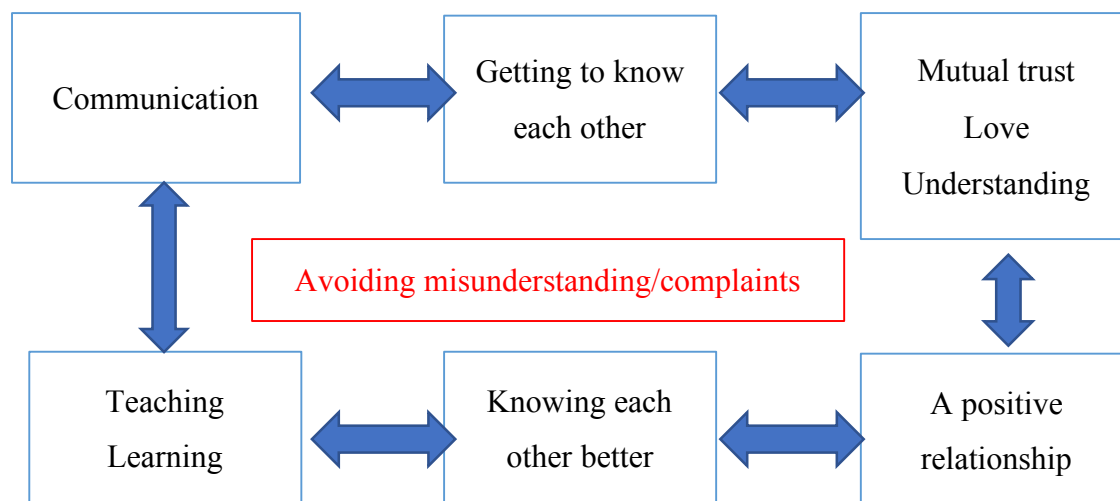 Communication
Getting to know
each other
Mutual trust
Love
Understanding
Avoiding misunderstanding/complaints
Teaching
Learning
Knowing each
other better
A positive
relationship